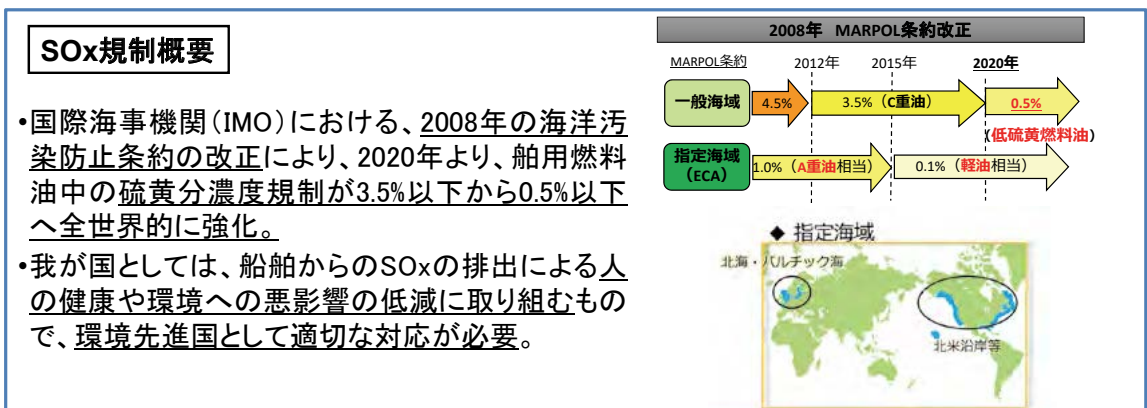 SOx規制概要
•国際海事機関(IMO)における、2008年の海洋汚
染防止条約の改正により、2020年より、舶用燃料
油中の硫黄分濃度規制が3.5%以下から0.5%以下
へ全世界的に強化。
•我が国としては、船舶からのSOxの排出による人
の健康や環境への悪影響の低減に取り組むもの
で、環境先進国として適切な対応が必要。
2008年 MARPOL条約改正
MARPOL条約 2012年 2015年 2020年
一般海域 4.5% 3.5%(C重油) 0.5%
(低硫黄燃料油)
指定海域
(ECA)
1.0%(A重油相当) 0.1%(軽油相当)
◆ 指定海域
北海・バルチック海
北米沿岸等